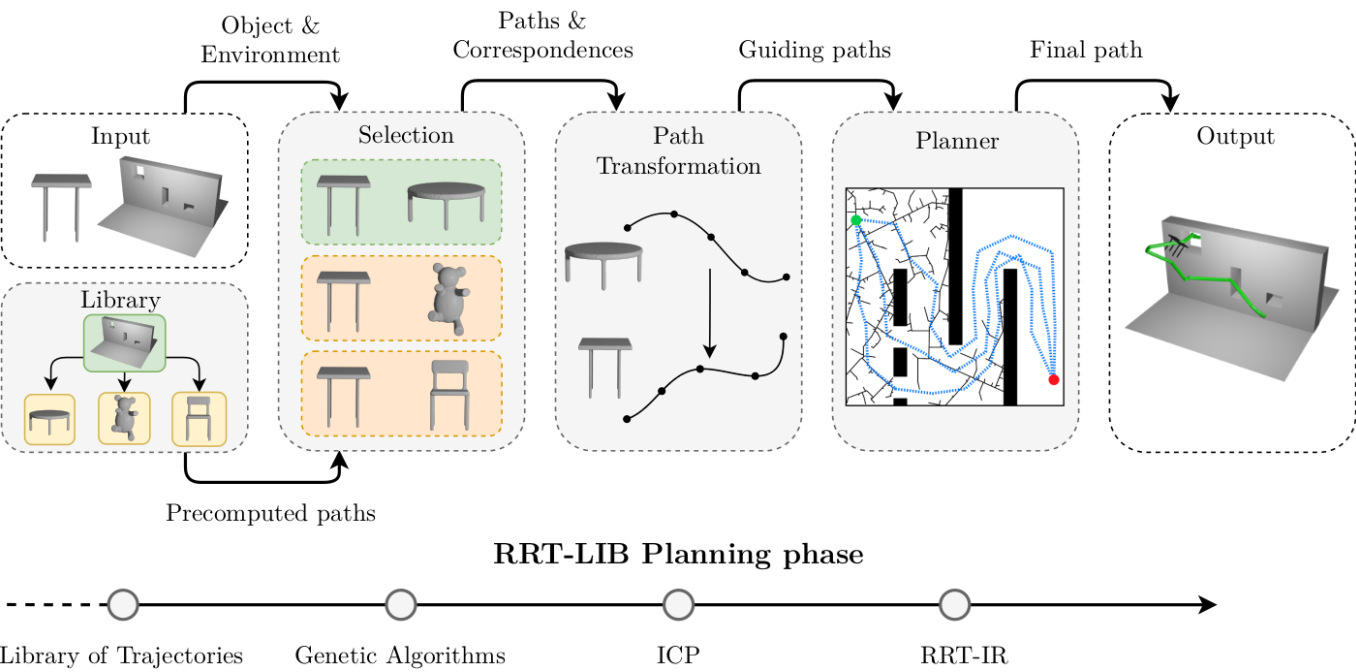 Object &
Environment
Paths &
Correspondences
Guiding paths
Final path
Input
Library
Selection
Path
Transformation
Planner
Output
Precomputed paths
RRT-LIB Planning phase
Library of Trajectories
Genetic Algorithms
ICP
RRT-IR